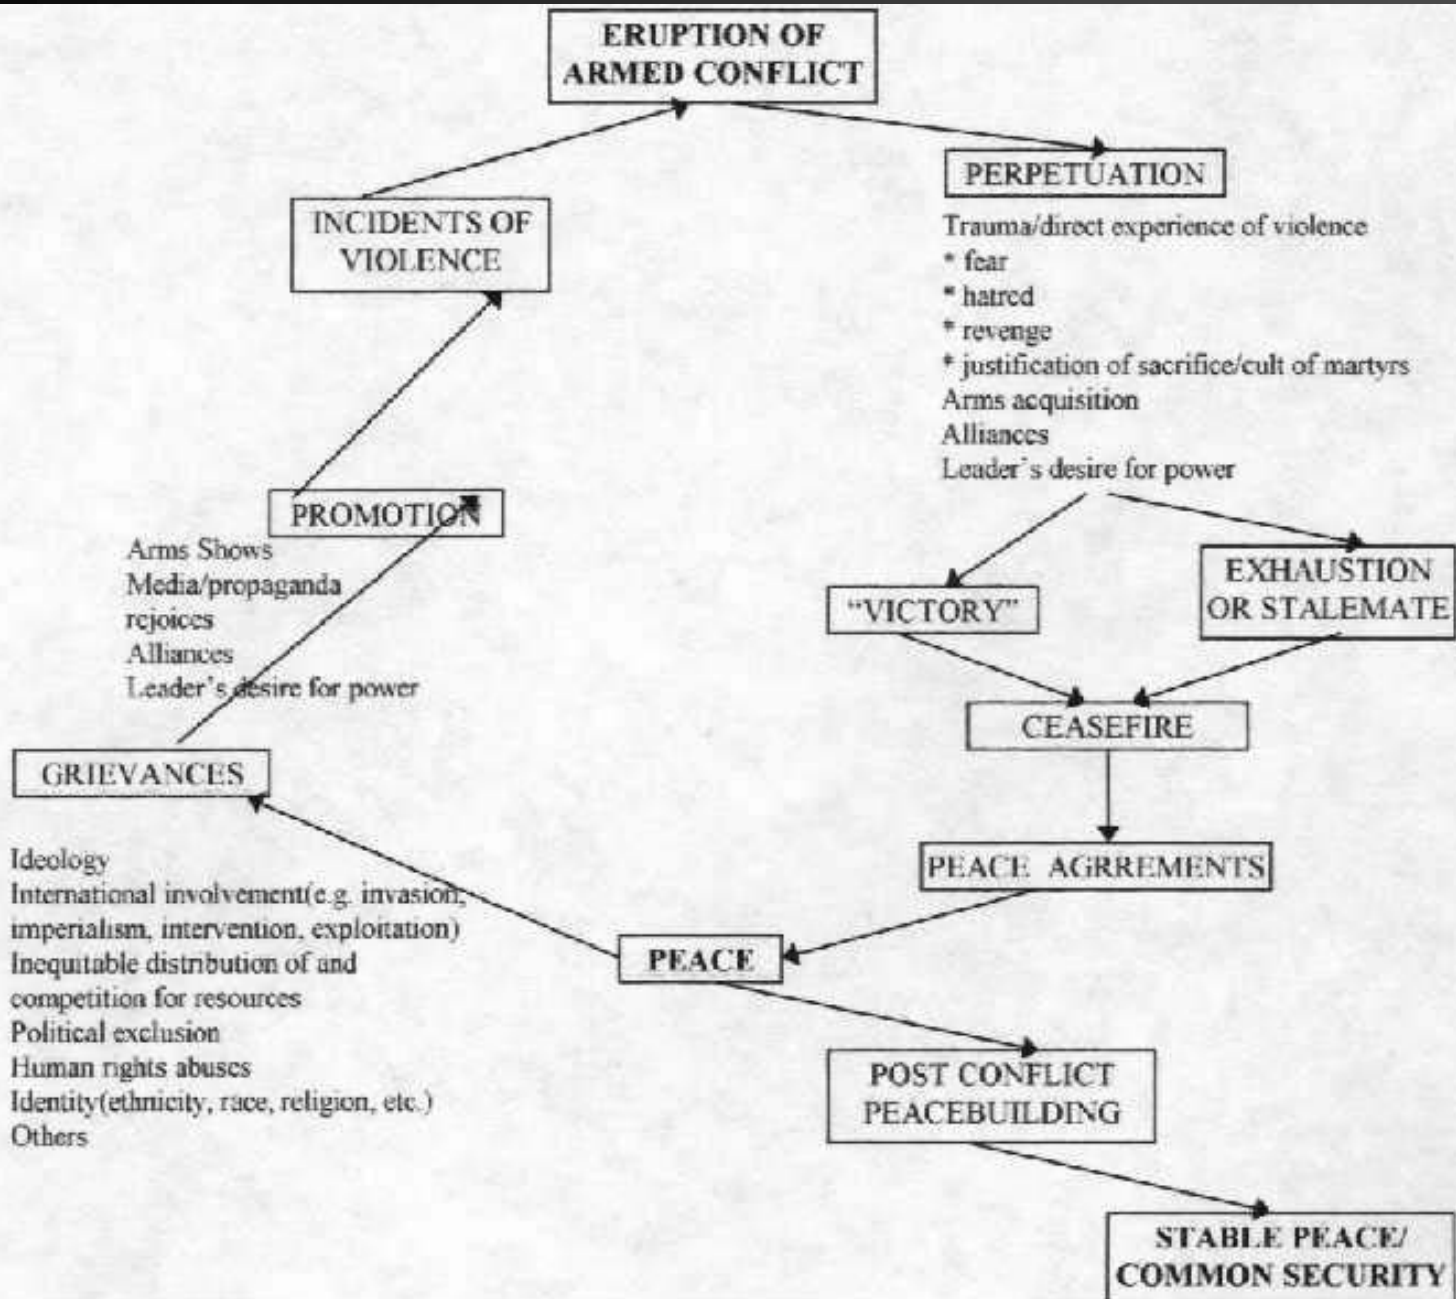 ERUPTION OF
ARMED CONFLICT
PERPETUATION
Trauma/direct experience of violence
* fear
* hatred
* revenge
* justification of sacrifice/cult of martyrs
Arms acquisition
Alliances
Leader's desire for power
INCIDENTS OF
VIOLENCE
PROMOTION
Arms Shows
Media/propaganda
rejoices
Alliances
Leader's desire for power
"VICTORY"
EXHAUSTION
OR STALEMATE
CEASEFIRE
GRIEVANCES
Ideology
International involvement(e.g. invasion,
imperialism, intervention, exploitation)
Inequitable distribution of and
competition for resources
Political exclusion
Human rights abuses
Identity(ethnicity, race, religion, etc.)
Others
PEACE AGRREMENTS
PEACE
POST CONFLICT
PEACEBUILDING
STABLE PEACE/
COMMON SECURITY